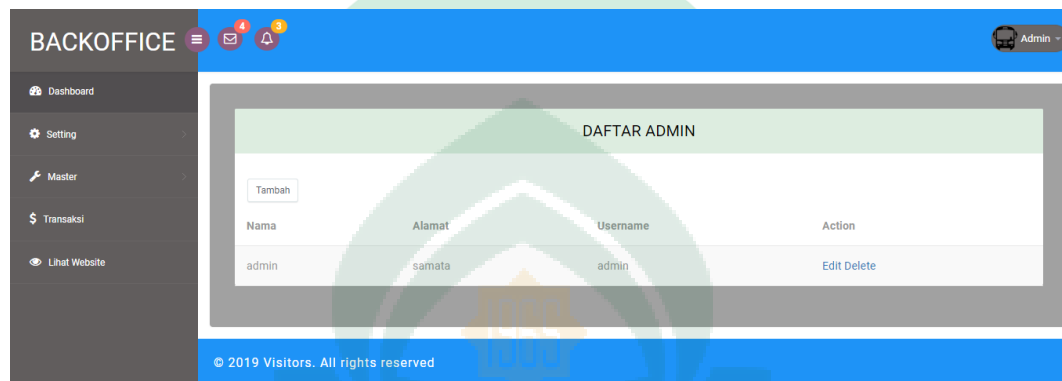 BACKOFFICE
4
3
Admin
Dashboard
Setting
Master
Transaksi
Lihat Website
DAFTAR ADMIN
Tambah
Nama Alamat Username Action
admin samata admin Edit Delete
1965
© 2019 Visitors. All rights reserved